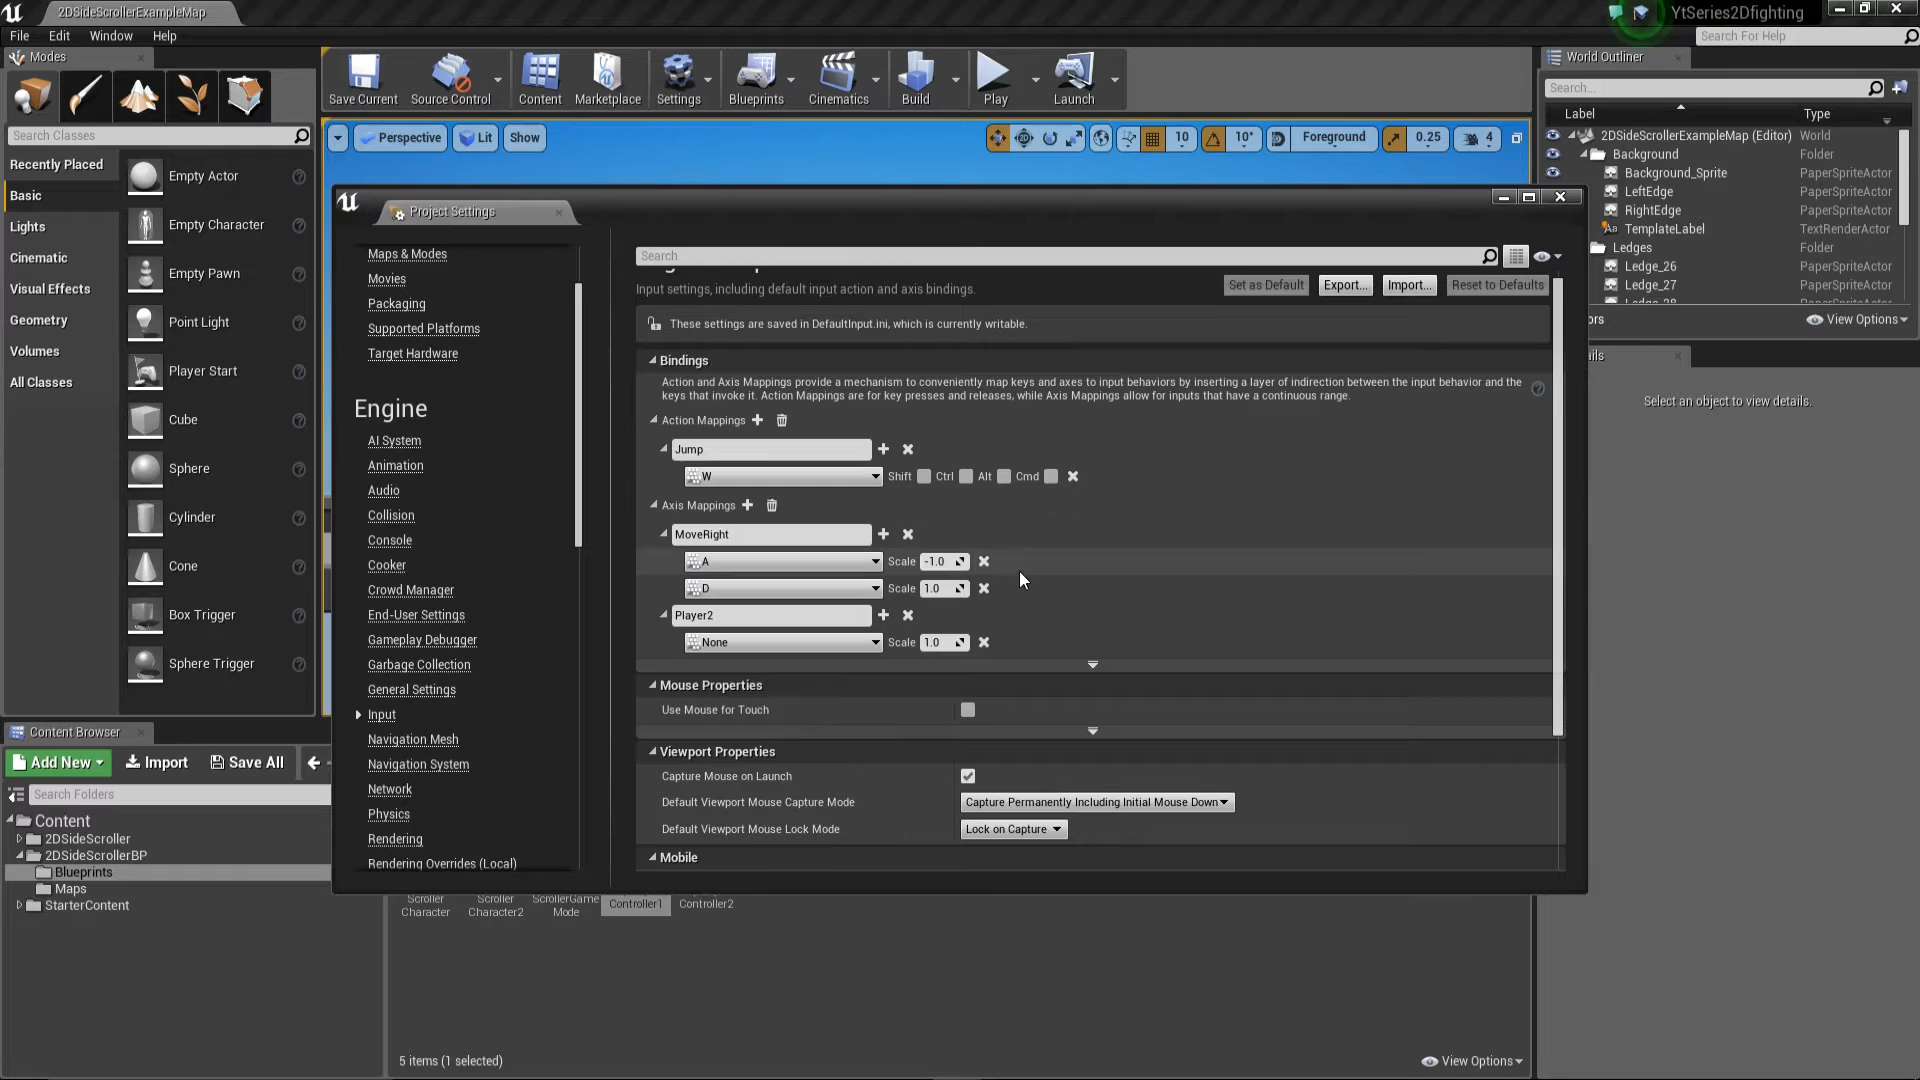 2DSideScrollerExampleMap
YtSeries2Dfighting
File Edit Window Help
Search For Help
Modes
Save Current Source Control Content Marketplace Settings Blueprints Cinematics Build Play Launch
World Outliner
Search...
Label Type
Search Classes
Perspective Lit Show
10 10° Foreground 0.25 4
2DSideScrollerExampleMap (Editor) World
Background Folder
Background_Sprite PaperSpriteActor
LeftEdge PaperSpriteActor
RightEdge PaperSpriteActor
TemplateLabel TextRenderActor
Ledges Folder
Ledge_26 PaperSpriteActor
Ledge_27 PaperSpriteActor
Ledge_28 PaperSpriteActor
ors View Options
ails
Select an object to view details.
Recently Placed
Basic
Lights
Cinematic
Visual Effects
Geometry
Volumes
All Classes
Empty Actor
Empty Character
Empty Pawn
Point Light
Player Start
Cube
Sphere
Cylinder
Cone
Box Trigger
Sphere Trigger
Project Settings
Maps & Modes
Movies
Packaging
Supported Platforms
Target Hardware
Engine
AI System
Animation
Audio
Collision
Console
Cooker
Crowd Manager
End-User Settings
Gameplay Debugger
Garbage Collection
General Settings
Input
Navigation Mesh
Navigation System
Network
Physics
Rendering
Rendering Overrides (Local)
Search
Input settings, including default input action and axis bindings.
Set as Default Export... Import... Reset to Defaults
These settings are saved in DefaultInput.ini, which is currently writable.
Bindings
Action and Axis Mappings provide a mechanism to conveniently map keys and axes to input behaviors by inserting a layer of indirection between the input behavior and the
keys that invoke it. Action Mappings are for key presses and releases, while Axis Mappings allow for inputs that have a continuous range.
Action Mappings
Jump
W Shift Ctrl Alt Cmd
Axis Mappings
MoveRight
A Scale -1.0
D Scale 1.0
Player2
None Scale 1.0
Mouse Properties
Use Mouse for Touch
Viewport Properties
Capture Mouse on Launch
Default Viewport Mouse Capture Mode Capture Permanently Including Initial Mouse Down
Default Viewport Mouse Lock Mode Lock on Capture
Mobile
Content Browser
Add New Import Save All
Search Folders
Content
2DSideScroller
2DSideScrollerBP
Blueprints
Maps
StarterContent
Scroller Scroller ScrollerGame Controller1 Controller2
Character Character2 Mode
5 items (1 selected)
View Options